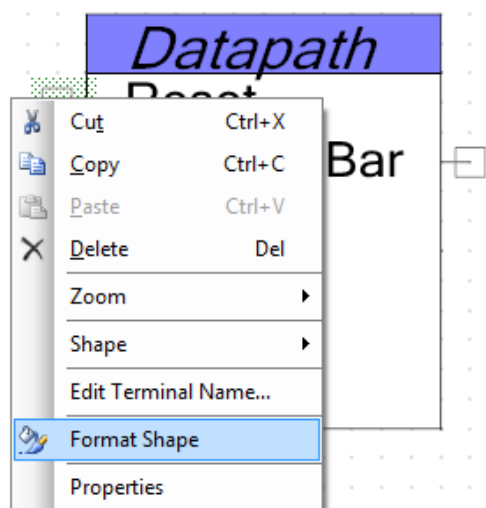 Datapath
Reset
Bar
Cut Ctrl+X
Copy Ctrl+C
Paste Ctrl+V
Delete Del
Zoom
Shape
Edit Terminal Name...
Format Shape
Properties